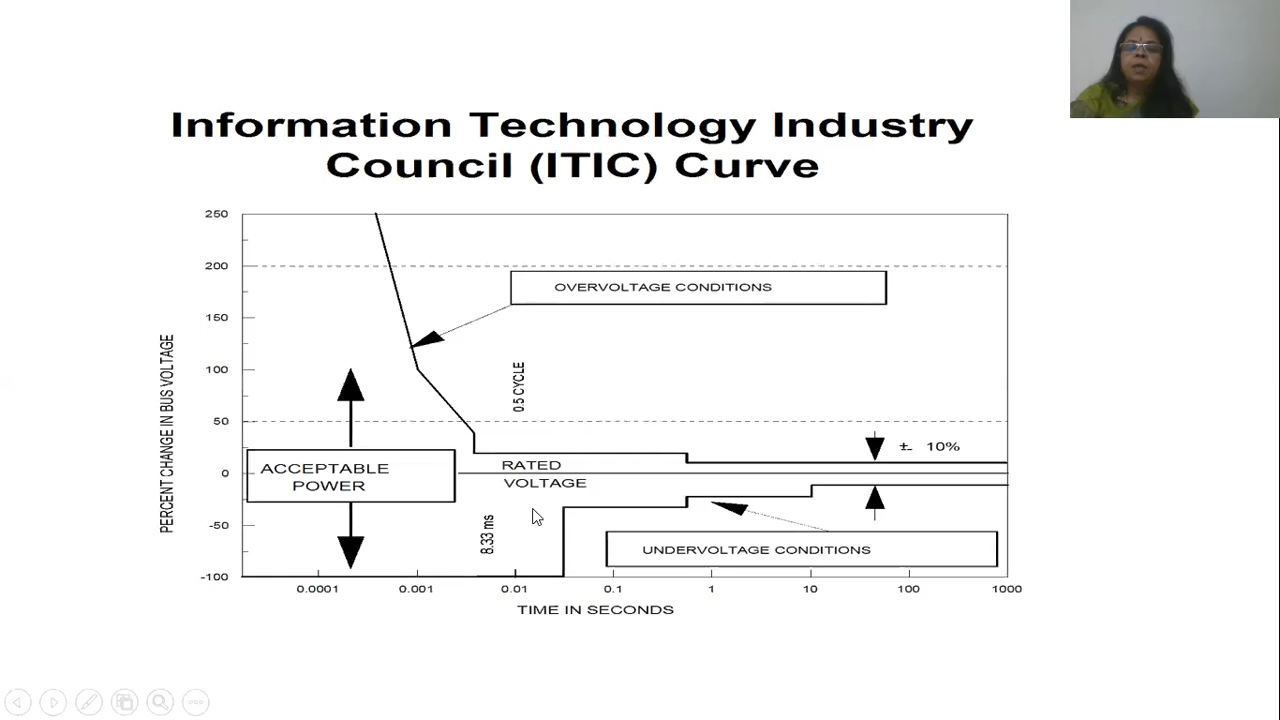 Information Technology Industry
Council (ITIC) Curve
250
200
150
100
50
0
-50
-100
PERCENT CHANGE IN BUS VOLTAGE
OVERVOLTAGE CONDITIONS
0.5 CYCLE
± 10%
ACCEPTABLE
POWER
RATED
VOLTAGE
8.33 ms
UNDERVOLTAGE CONDITIONS
0.0001 0.001 0.01 0.1 1 10 100 1000
TIME IN SECONDS